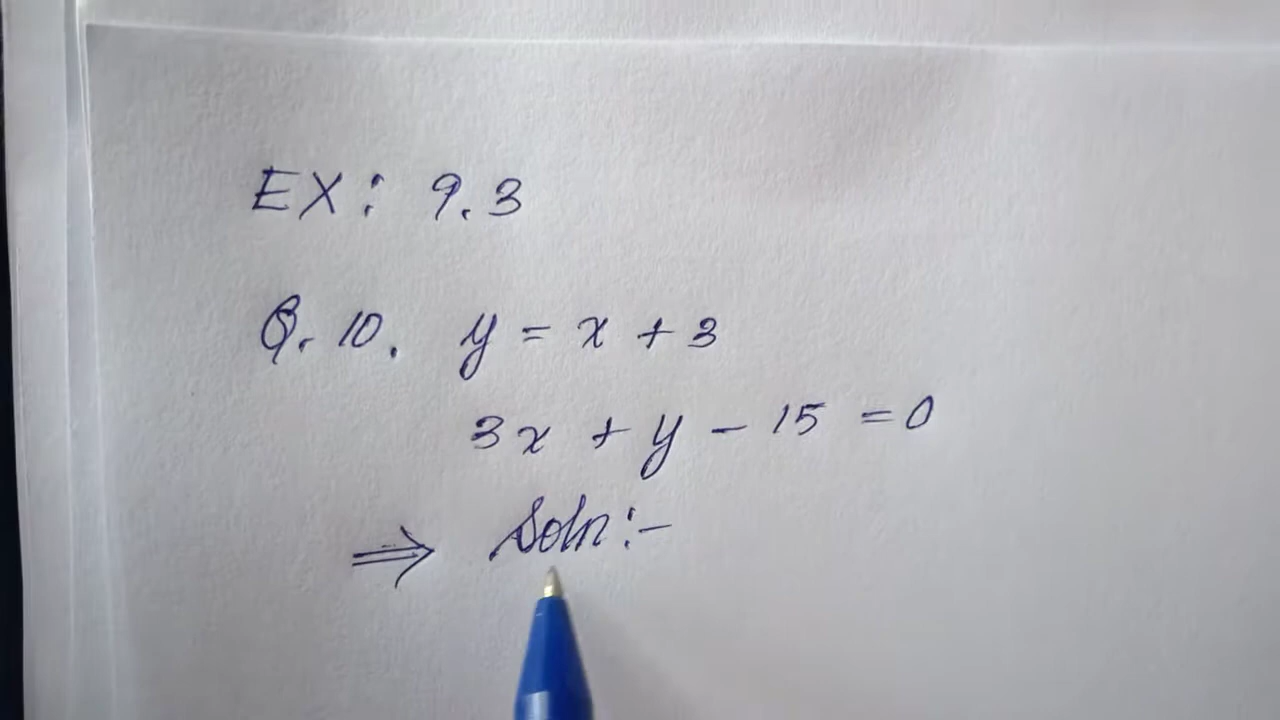 EX: 9.3
Q. 10. y = x + 3
3x + y - 15 = 0
⇒ Soln:-